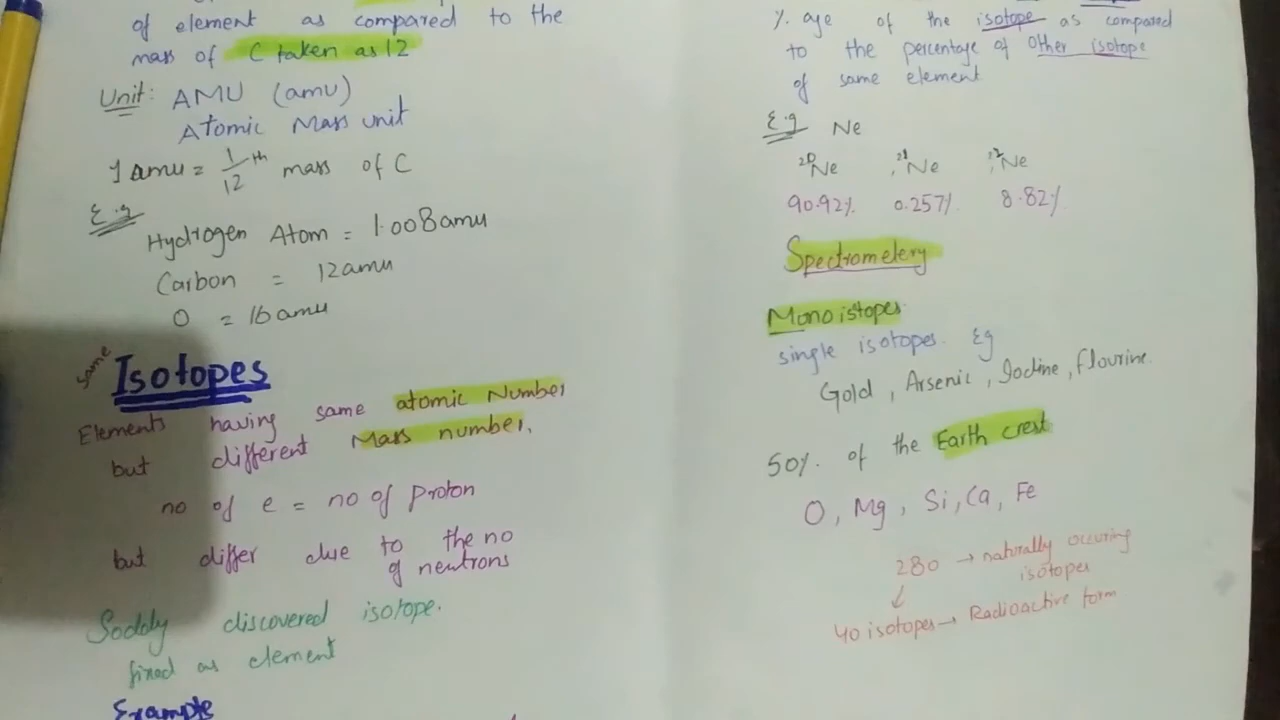 of element as compared to the
mass of C taken as 12
Unit: AMU (amu)
Atomic Mass unit
1 amu = 1/12 th mass of C
E.g
Hydrogen Atom = 1.008 amu
Carbon = 12 amu
O = 16 amu
same
Isotopes
Elements having same atomic Number
but different Mass number.
no of e = no of proton
but differ due to the no
of neutrons
Soddy discovered isotope.
fixed as element
Example
%. age of the isotope as compared
to the percentage of Other isotope
of same element
E.g Ne
20Ne , 21Ne , 22Ne
90.92% 0.257% 8.82%
Spectrometery
Monoistopes
single isotopes. Eg
Gold, Arsenic, Iodine, Flourine.
50%. of the Earth crest
O, Mg, Si, Ca, Fe
280 → naturally occuring
isotopes
↓
40 isotopes → Radioactive form